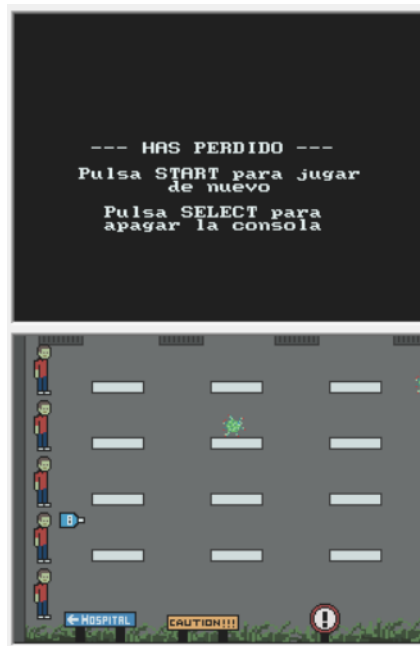 --- HAS PERDIDO ---
Pulsa START para jugar
de nuevo
Pulsa SELECT para
apagar la consola
B
← HOSPITAL
CAUTION!!!
!